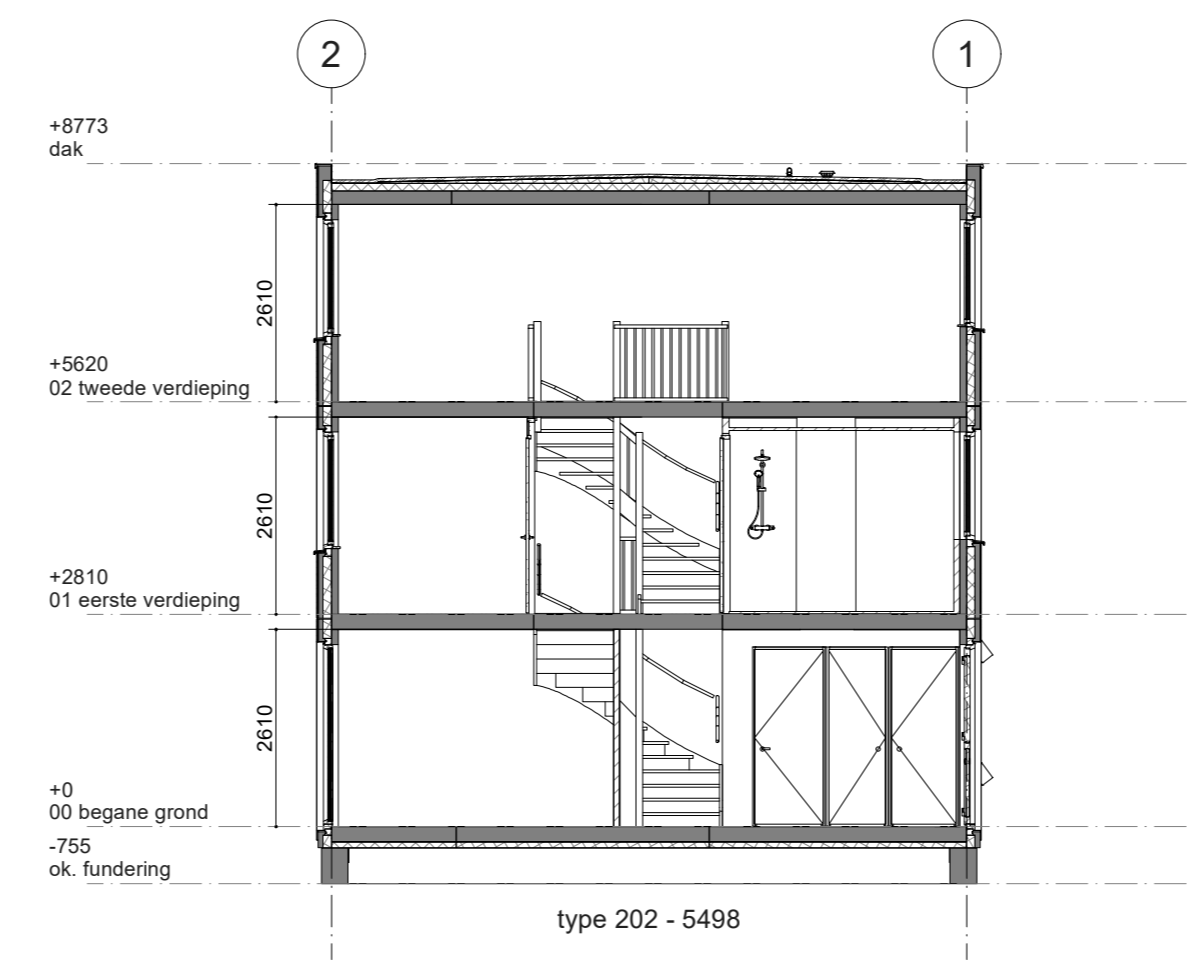 2
1
+8773
dak
2610
+5620
02 tweede verdieping
2610
+2810
01 eerste verdieping
2610
+0
00 begane grond
-755
ok. fundering
type 202 - 5498